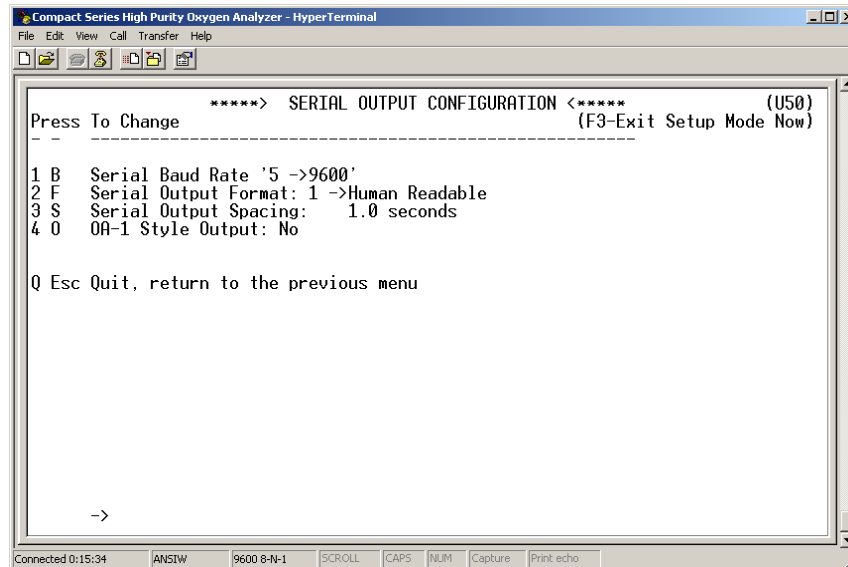 Compact Series High Purity Oxygen Analyzer - HyperTerminal
File Edit View Call Transfer Help
*****> SERIAL OUTPUT CONFIGURATION <***** (U50)
Press To Change (F3-Exit Setup Mode Now)
1 B Serial Baud Rate '5 ->9600'
2 F Serial Output Format: 1 ->Human Readable
3 S Serial Output Spacing: 1.0 seconds
4 O OA-1 Style Output: No
Q Esc Quit, return to the previous menu
->
Connected 0:15:34 ANSIW 9600 8-N-1 SCROLL CAPS NUM Capture Print echo